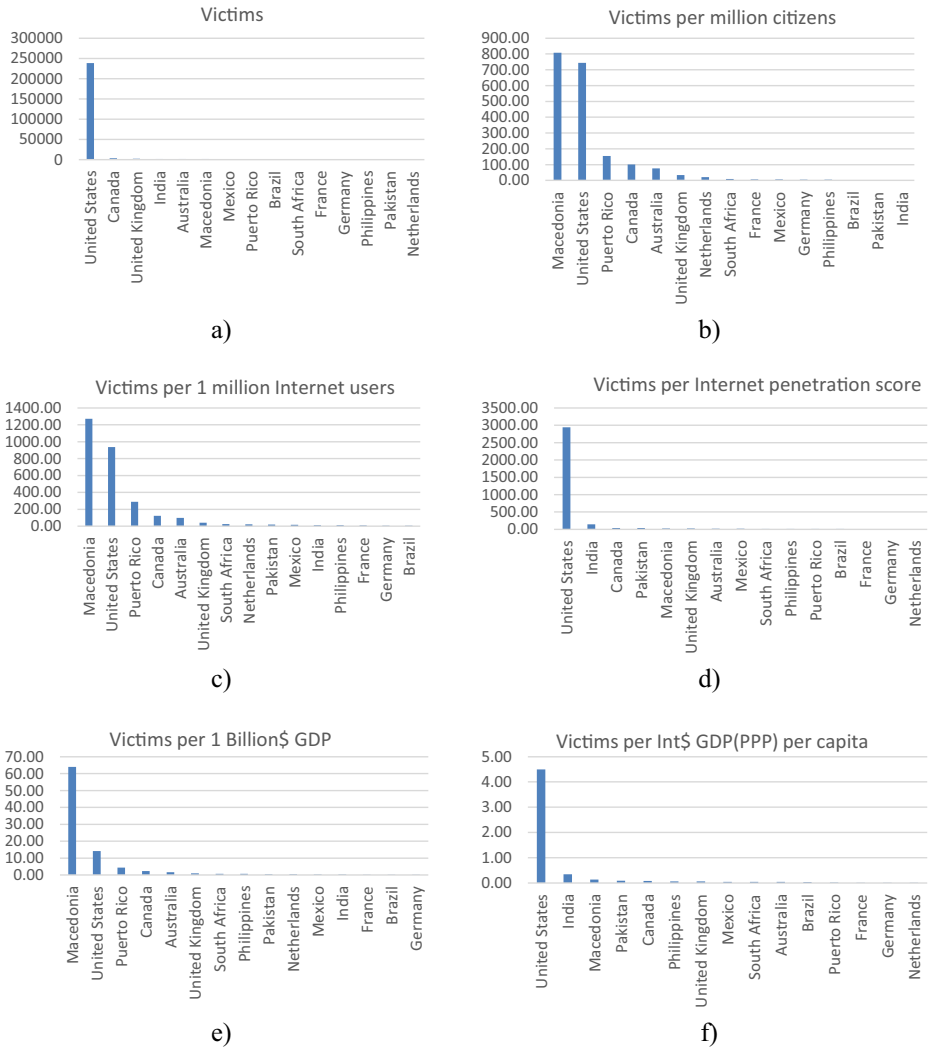 Victims
300000
250000
200000
150000
100000
50000
0
United States
Canada
United Kingdom
India
Australia
Macedonia
Mexico
Puerto Rico
Brazil
South Africa
France
Germany
Philippines
Pakistan
Netherlands
a)
Victims per million citizens
900.00
800.00
700.00
600.00
500.00
400.00
300.00
200.00
100.00
0.00
Macedonia
United States
Puerto Rico
Canada
Australia
United Kingdom
Netherlands
South Africa
France
Mexico
Germany
Philippines
Brazil
Pakistan
India
b)
Victims per 1 million Internet users
1400.00
1200.00
1000.00
800.00
600.00
400.00
200.00
0.00
Macedonia
United States
Puerto Rico
Canada
Australia
United Kingdom
South Africa
Netherlands
Pakistan
Mexico
India
Philippines
France
Germany
Brazil
c)
Victims per Internet penetration score
3500.00
3000.00
2500.00
2000.00
1500.00
1000.00
500.00
0.00
United States
India
Canada
Pakistan
Macedonia
United Kingdom
Australia
Mexico
South Africa
Philippines
Puerto Rico
Brazil
France
Germany
Netherlands
d)
Victims per 1 Billion$ GDP
70.00
60.00
50.00
40.00
30.00
20.00
10.00
0.00
Macedonia
United States
Puerto Rico
Canada
Australia
United Kingdom
South Africa
Philippines
Pakistan
Netherlands
Mexico
India
France
Brazil
Germany
e)
Victims per Int$ GDP(PPP) per capita
5.00
4.00
3.00
2.00
1.00
0.00
United States
India
Macedonia
Pakistan
Canada
Philippines
United Kingdom
Mexico
South Africa
Australia
Brazil
Puerto Rico
France
Germany
Netherlands
f)